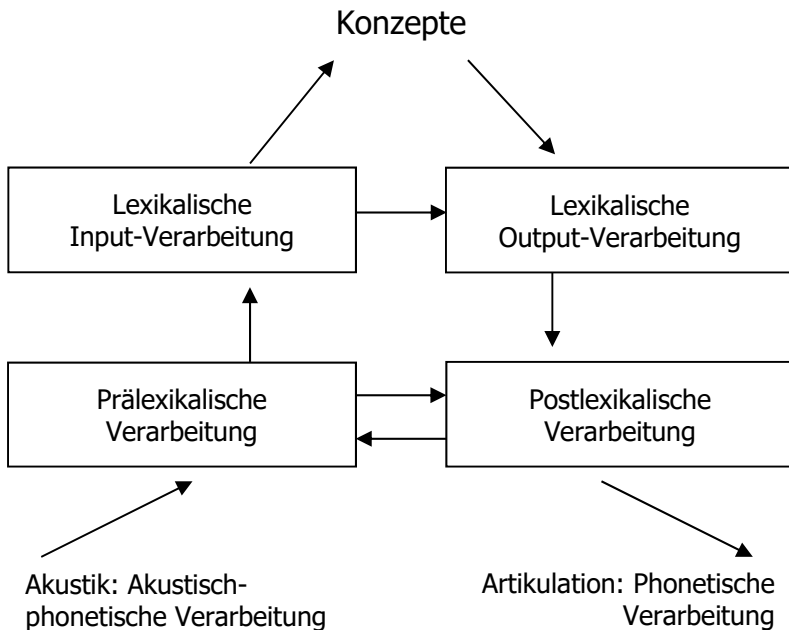 Konzepte
Lexikalische
Input-Verarbeitung
Lexikalische
Output-Verarbeitung
Prälexikalische
Verarbeitung
Postlexikalische
Verarbeitung
Akustik: Akustisch-
phonetische Verarbeitung
Artikulation: Phonetische
Verarbeitung